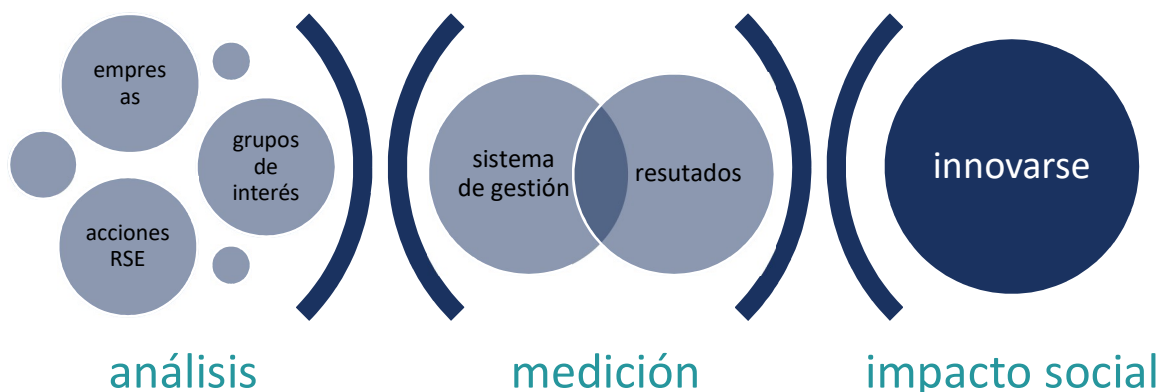 empres
as
grupos
de
interés
acciones
RSE
sistema
de gestión
resutados
innovarse
análisis
medición
impacto social